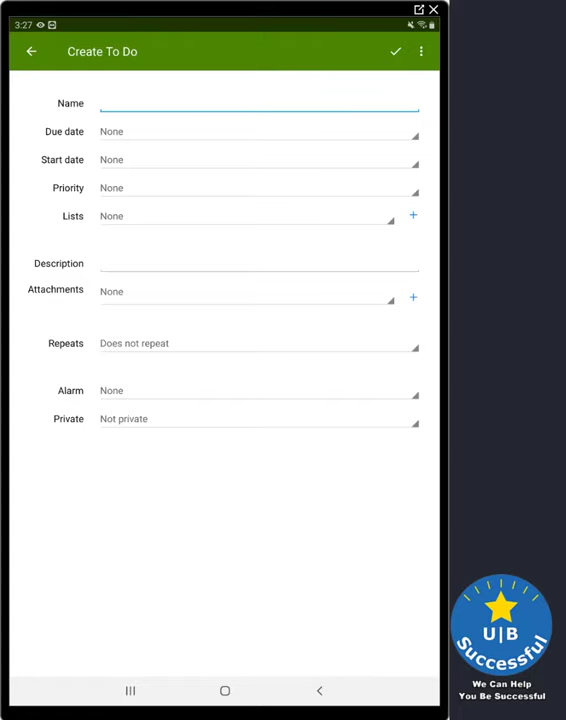 3:27
Create To Do
Name
Due date None
Start date None
Priority None
Lists None +
Description
Attachments None +
Repeats Does not repeat
Alarm None
Private Not private
U|B
Successful
We Can Help
You Be Successful